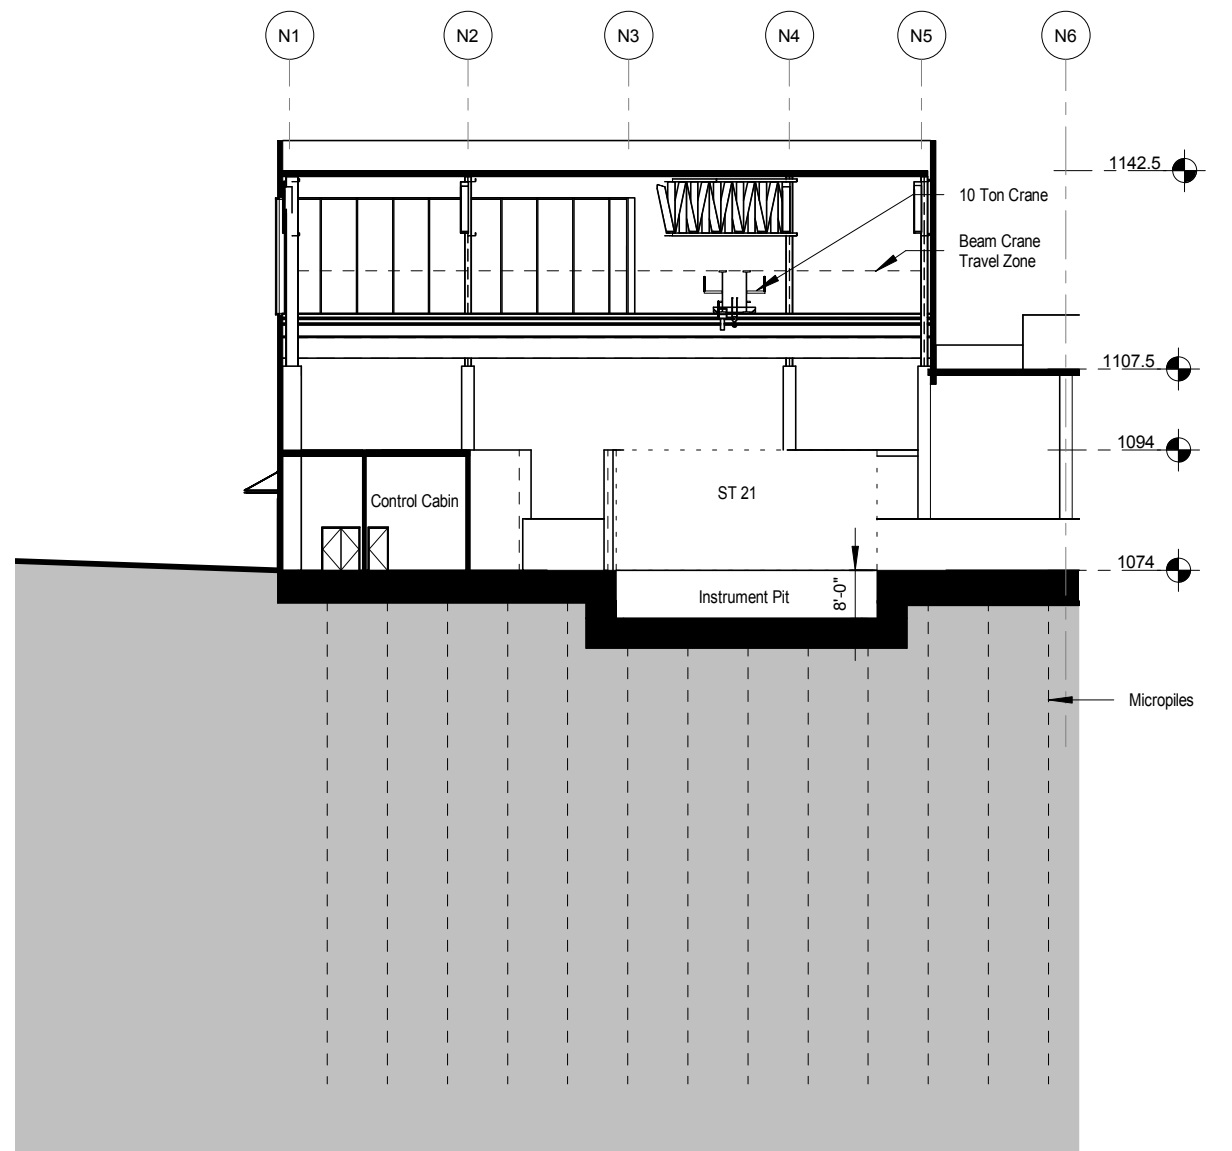 N1 N2 N3 N4 N5 N6
1142.5
10 Ton Crane
Beam Crane
Travel Zone
1107.5
1094
ST 21
Control Cabin
1074
Instrument Pit
8'-0"
Micropiles